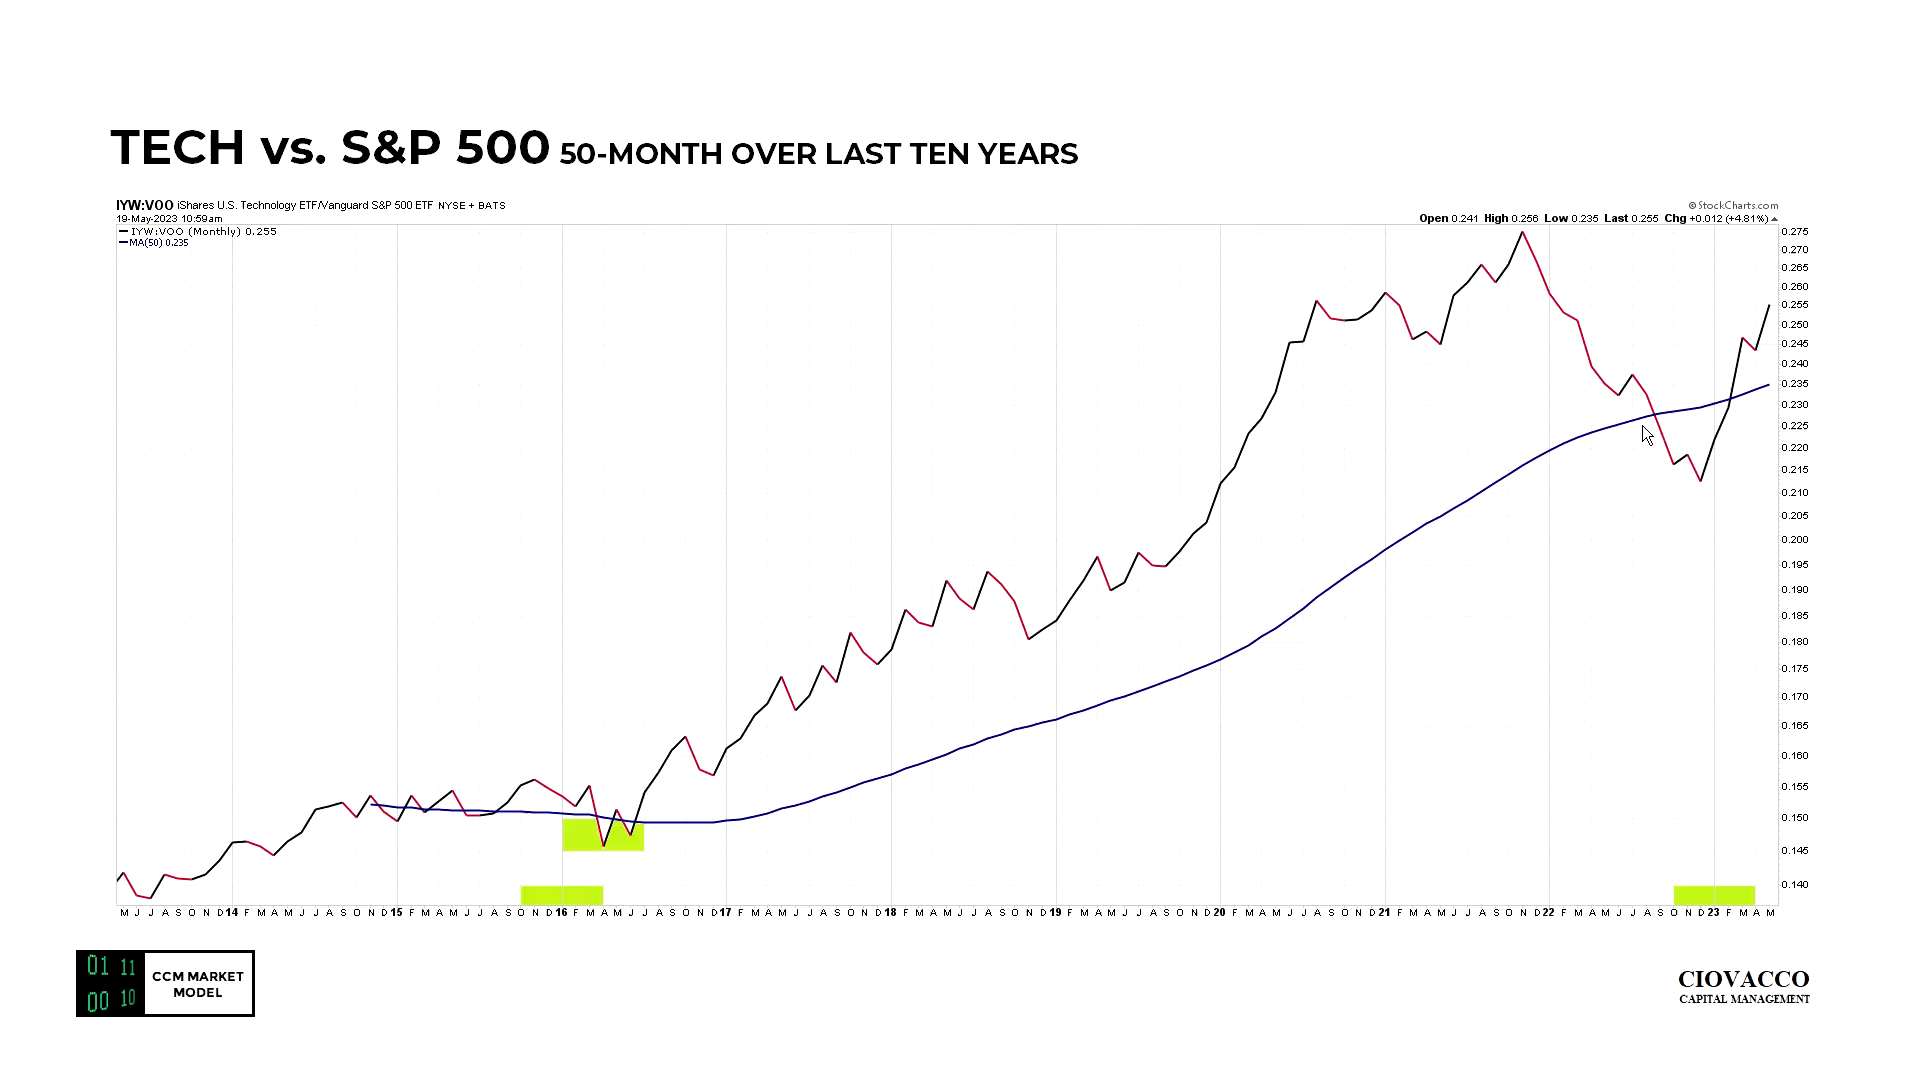 TECH vs. S&P 500 50-MONTH OVER LAST TEN YEARS
IYW:VOO iShares U.S. Technology ETF/Vanguard S&P 500 ETF NYSE + BATS
© StockCharts.com
19-May-2023 10:59am
Open 0.241 High 0.256 Low 0.235 Last 0.255 Chg +0.012 (+4.81%)
IYW:VOO (Monthly) 0.255
MA(50) 0.235
0.275
0.270
0.265
0.260
0.255
0.250
0.245
0.240
0.235
0.230
0.225
0.220
0.215
0.210
0.205
0.200
0.195
0.190
0.185
0.180
0.175
0.170
0.165
0.160
0.155
0.150
0.145
0.140
M J J A S O N D 14 F M A M J J A S O N D 15 F M A M J J A S O N D 16 F M A M J J A S O N D 17 F M A M J J A S O N D 18 F M A M J J A S O N D 19 F M A M J J A S O N D 20 F M A M J J A S O N D 21 F M A M J J A S O N D 22 F M A M J J A S O N D 23 F M A M
01 11
00 10
CCM MARKET
MODEL
CIOVACCO
CAPITAL MANAGEMENT